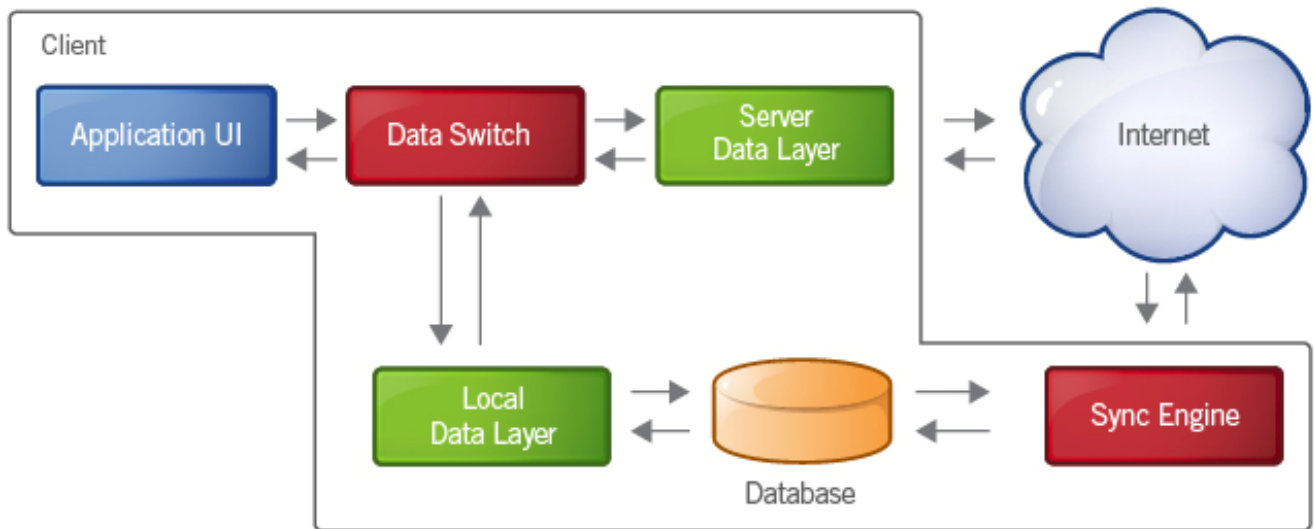 Client
Application UI
Data Switch
Server
Data Layer
Internet
Local
Data Layer
Database
Sync Engine